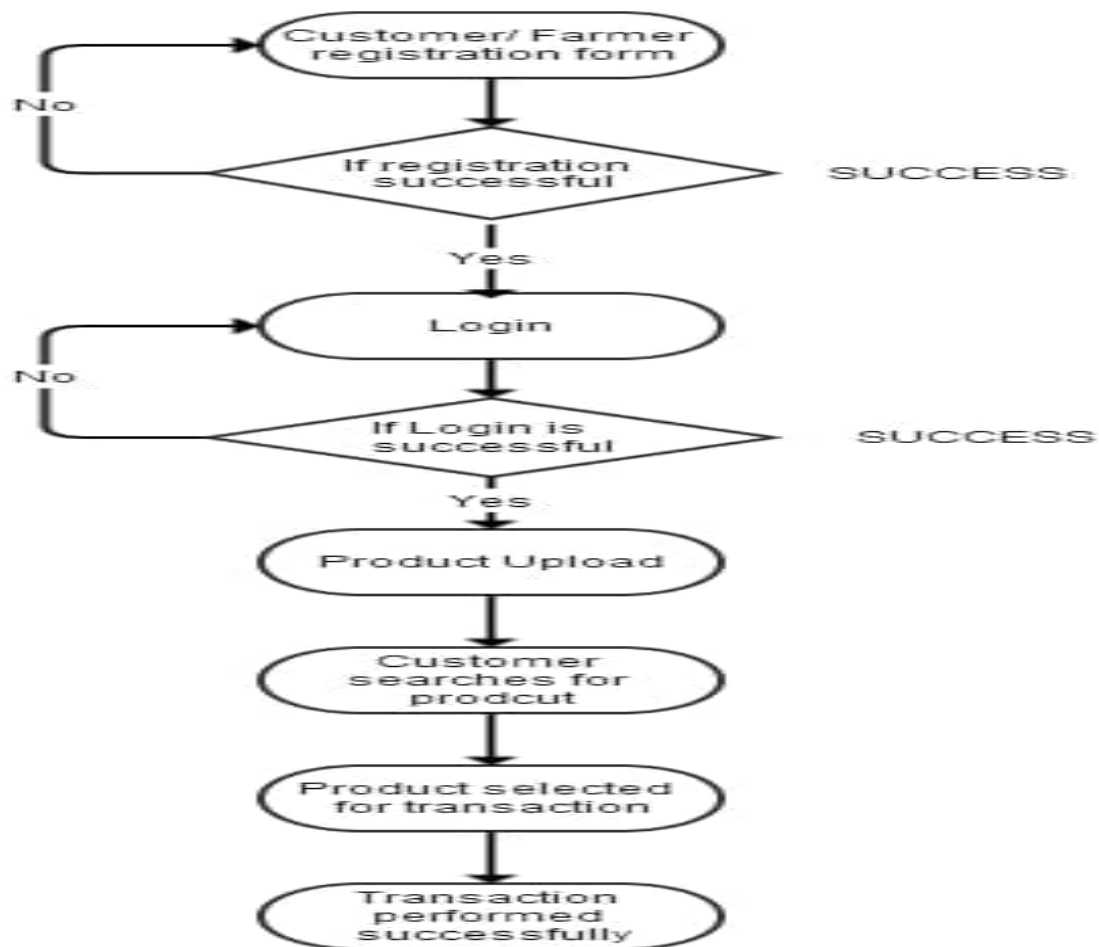 Customer/ Farmer
registration form
No
If registration
successful
SUCCESS
Yes
Login
No
If Login is
successful
SUCCESS
Yes
Product Upload
Customer
searches for
prodcut
Product selected
for transaction
Transaction
performed
successfully